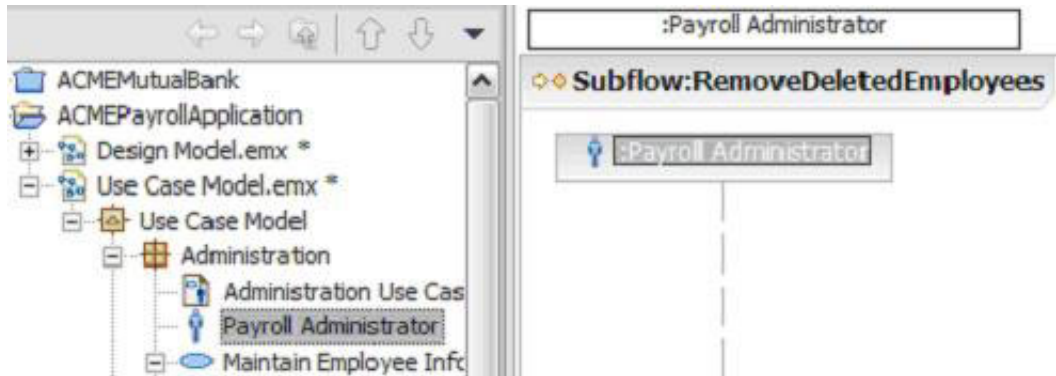 ACMEMutualBank
ACMEPayrollApplication
Design Model.emx *
Use Case Model.emx *
Use Case Model
Administration
Administration Use Cas
Payroll Administrator
Maintain Employee Info
:Payroll Administrator
Subflow:RemoveDeletedEmployees
:Payroll Administrator